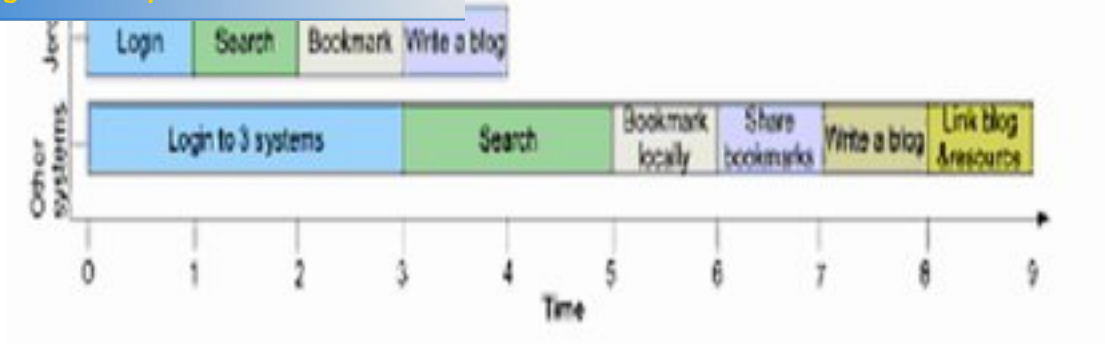 Login Search Bookmark Write a blog
Other
systems
Login to 3 systems Search Bookmark
locally Share
bookmarks Write a blog Link blog
&resource
0 1 2 3 4 5 6 7 8 9
Time